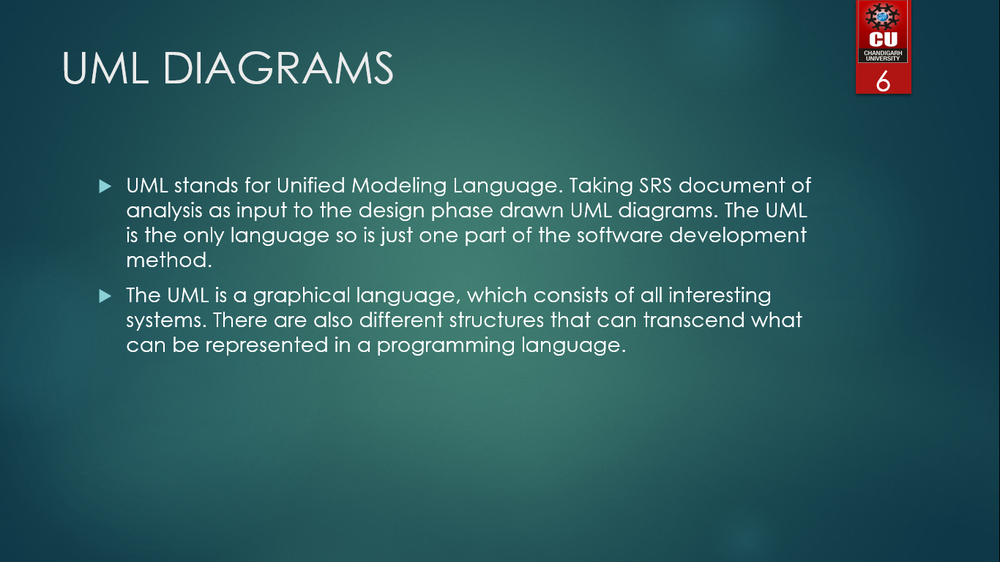 UML DIAGRAMS
CU
CHANDIGARH
UNIVERSITY
6
UML stands for Unified Modeling Language. Taking SRS document of
analysis as input to the design phase drawn UML diagrams. The UML
is the only language so is just one part of the software development
method.
The UML is a graphical language, which consists of all interesting
systems. There are also different structures that can transcend what
can be represented in a programming language.